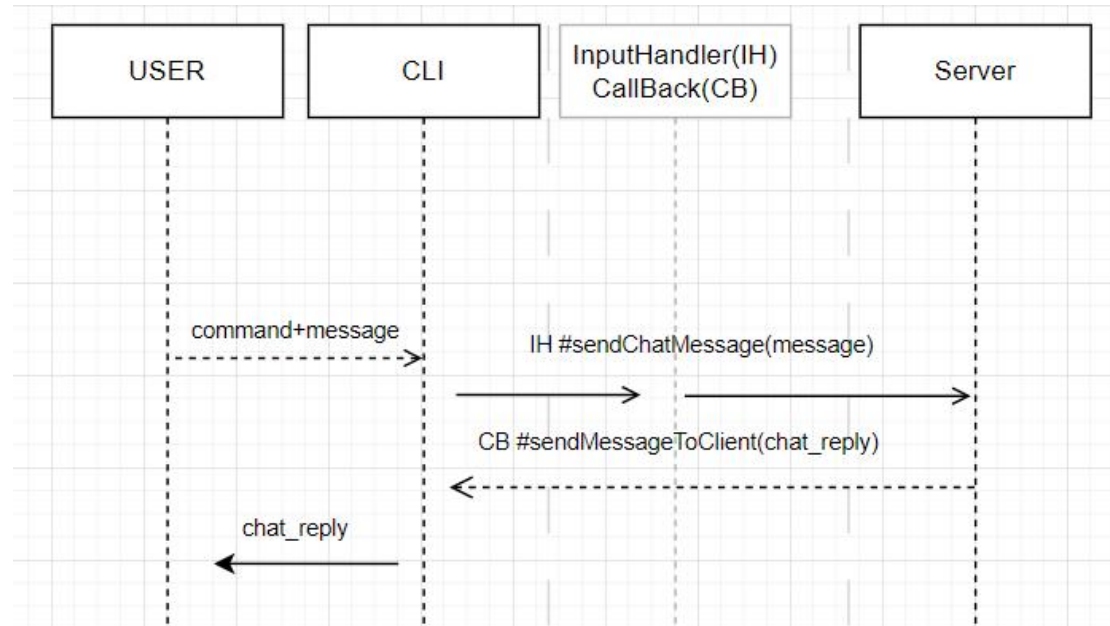 USER
CLI
InputHandler(IH)
CallBack(CB)
Server
command+message
IH #sendChatMessage(message)
CB #sendMessageToClient(chat_reply)
chat_reply